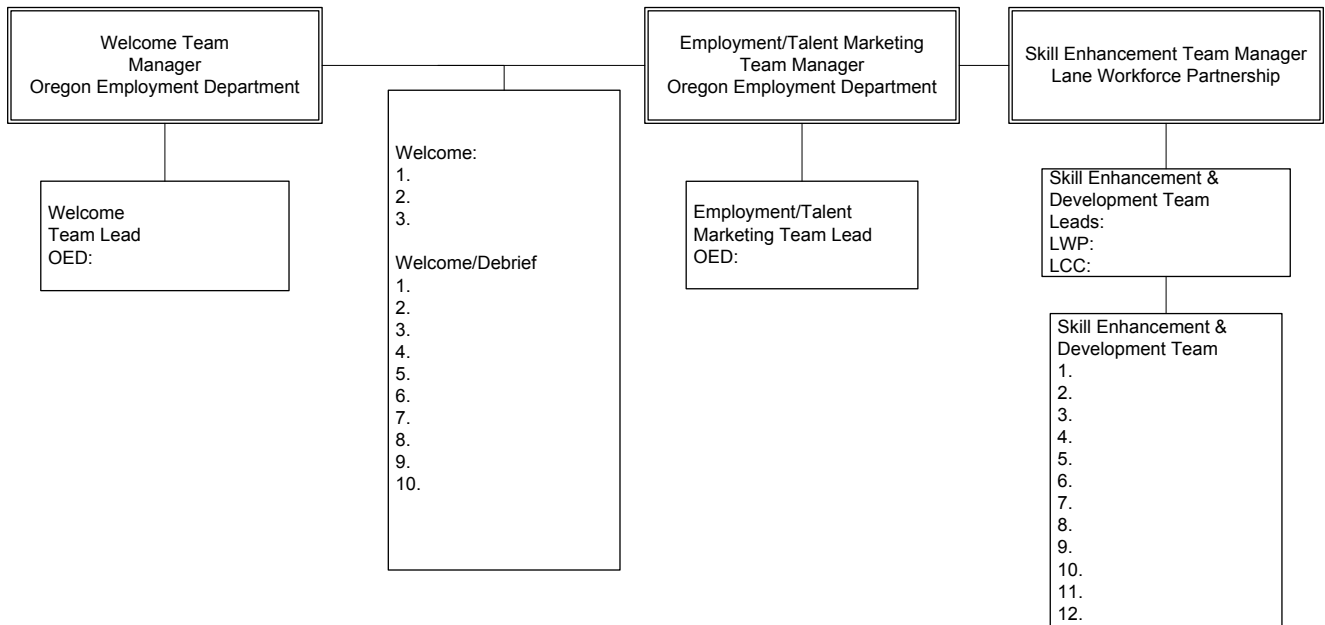 Welcome Team
Manager
Oregon Employment Department
Employment/Talent Marketing
Team Manager
Oregon Employment Department
Skill Enhancement Team Manager
Lane Workforce Partnership
Welcome
Team Lead
OED:
Welcome:
1.
2.
3.
Welcome/Debrief
1.
2.
3.
4.
5.
6.
7.
8.
9.
10.
Employment/Talent
Marketing Team Lead
OED:
Skill Enhancement &
Development Team
Leads:
LWP:
LCC:
Skill Enhancement &
Development Team
1.
2.
3.
4.
5.
6.
7.
8.
9.
10.
11.
12.